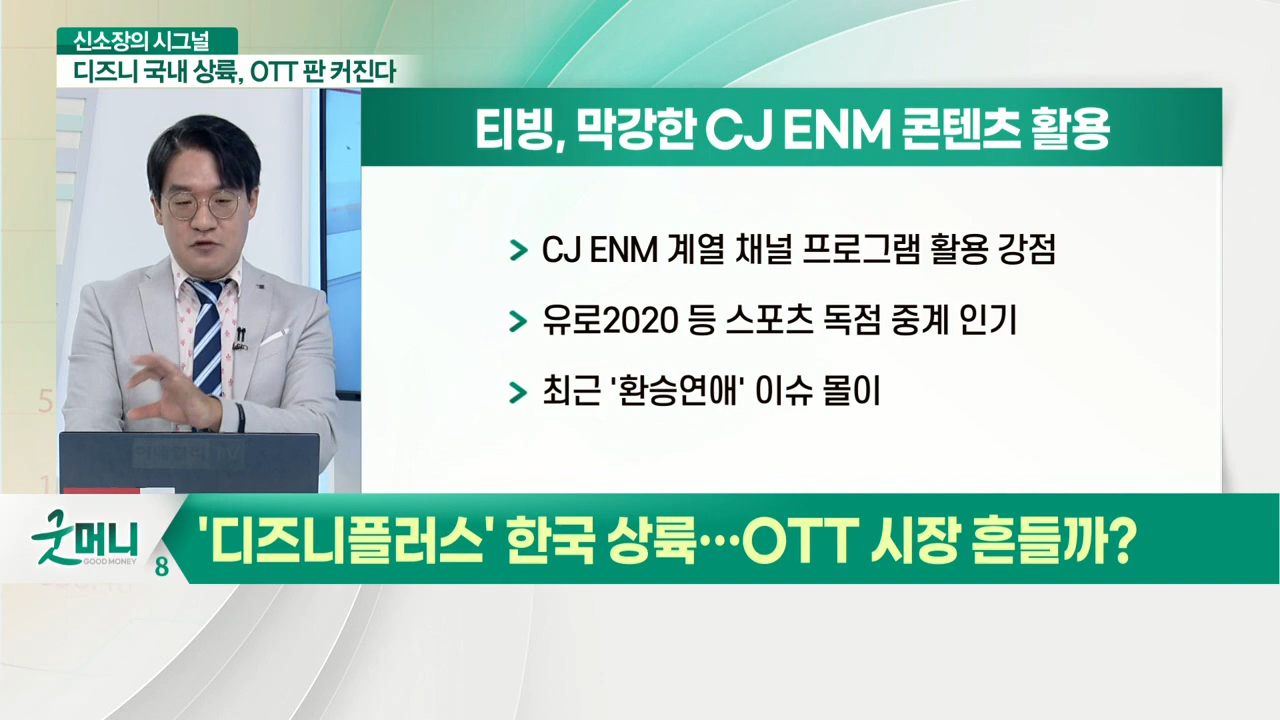 신소장의 시그널
디즈니 국내 상륙, OTT 판 커진다
티빙, 막강한 CJ ENM 콘텐츠 활용
CJ ENM 계열 채널 프로그램 활용 강점
유로2020 등 스포츠 독점 중계 인기
최근 '환승연애' 이슈 몰이
굿머니
GOOD MONEY
8
'디즈니플러스' 한국 상륙…OTT 시장 흔들까?
5
1